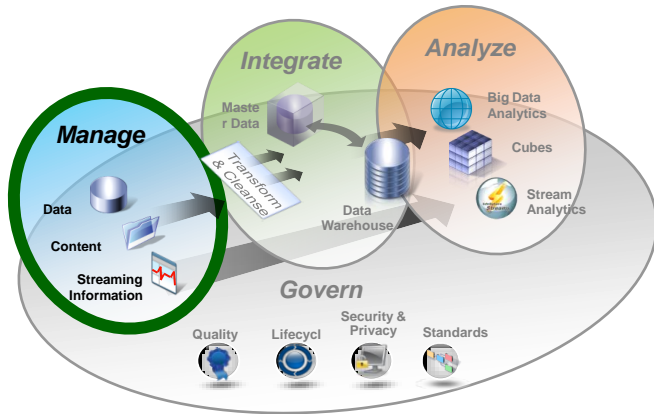 Analyze
Integrate
Manage
Maste
r Data
Big Data
Analytics
Cubes
Transform
& Cleanse
Data
Stream
Analytics
Data
Warehouse
Content
Streaming
Information
Govern
Quality
Lifecycl
Security &
Privacy
Standards